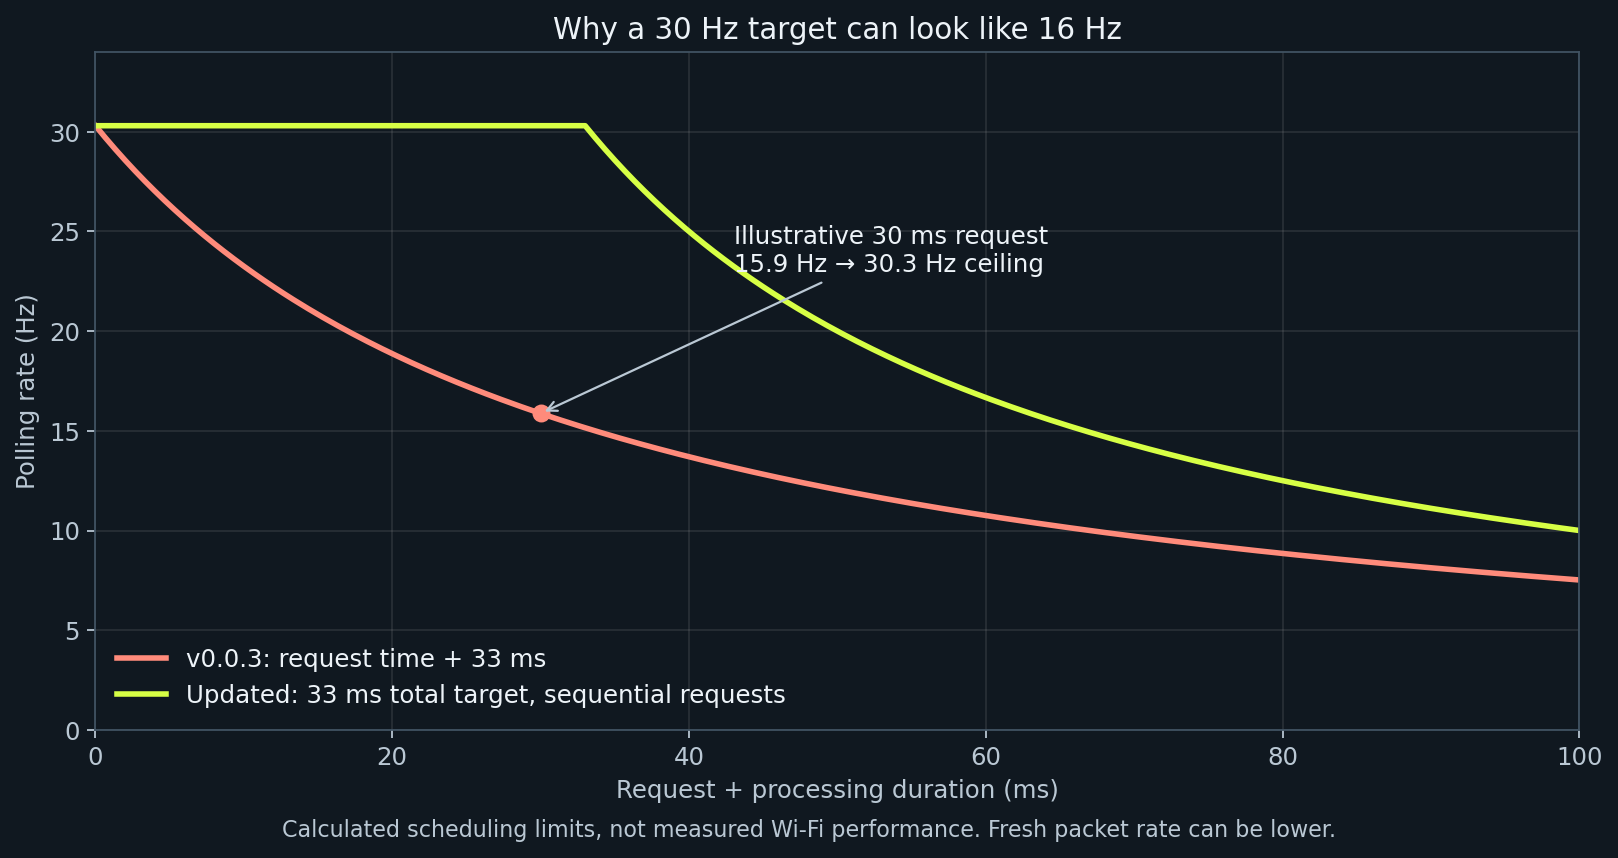 Why a 30 Hz target can look like 16 Hz
Polling rate (Hz)
30
25
20
15
10
5
0
Illustrative 30 ms request
15.9 Hz → 30.3 Hz ceiling
v0.0.3: request time + 33 ms
Updated: 33 ms total target, sequential requests
0 20 40 60 80 100
Request + processing duration (ms)
Calculated scheduling limits, not measured Wi-Fi performance. Fresh packet rate can be lower.